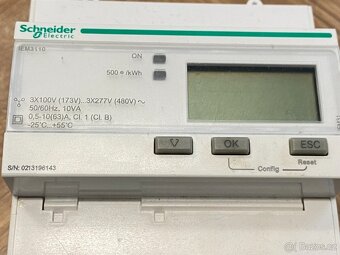 Schneider
Electric
iEM3110
ON
500 ⊛ /kWh
3X100V (173V)...3X277V (480V) ~
50/60Hz, 10VA
0,5-10(63)A, Cl. 1 (Cl. B)
-25°C...+55°C
▽
OK
ESC
Config
Reset
S/N: 0213196143